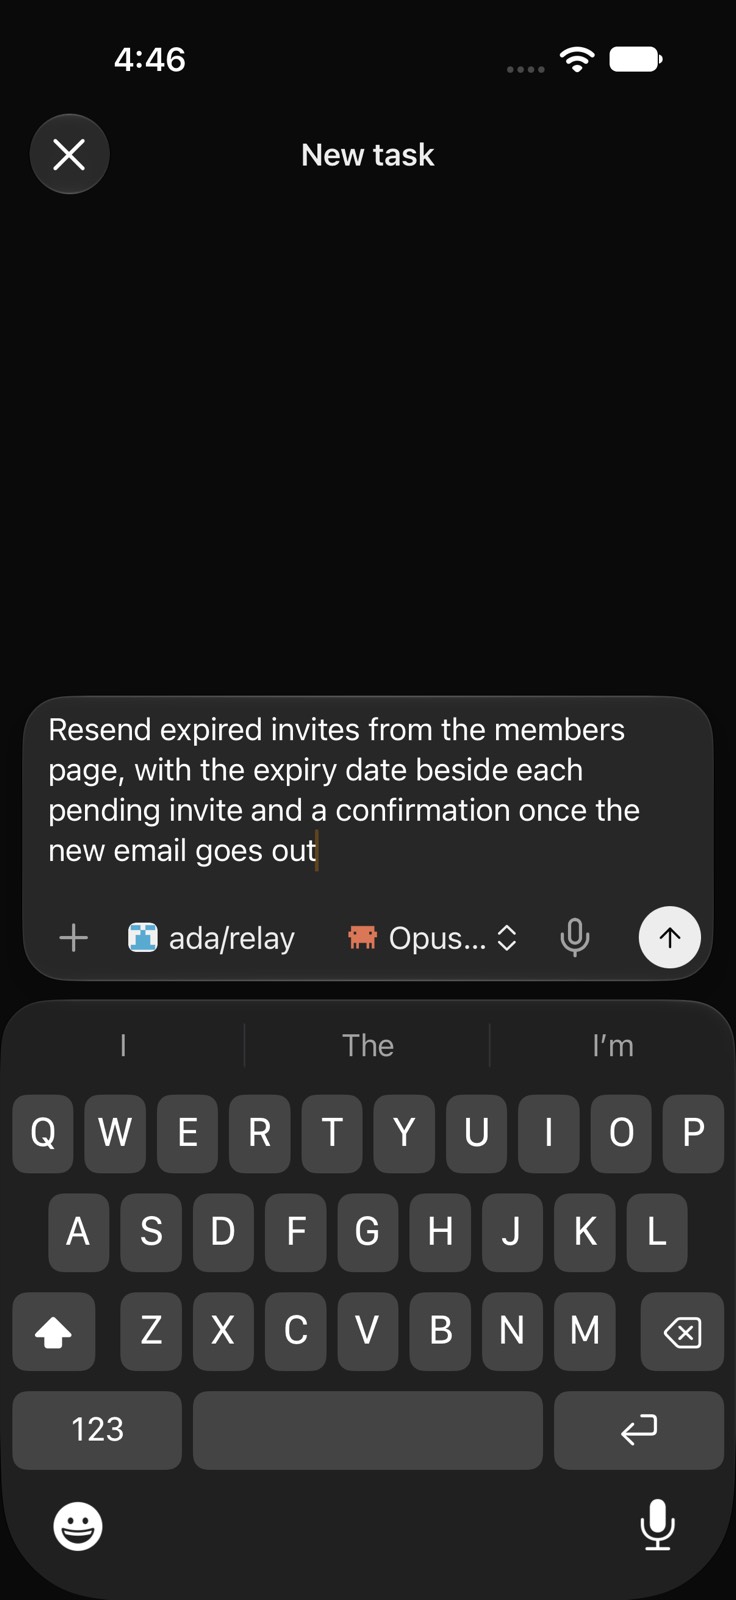 4:46
New task
Resend expired invites from the members
page, with the expiry date beside each
pending invite and a confirmation once the
new email goes out
ada/relay
Opus...
I
The
I'm
Q W E R T Y U I O P
A S D F G H J K L
Z X C V B N M
123